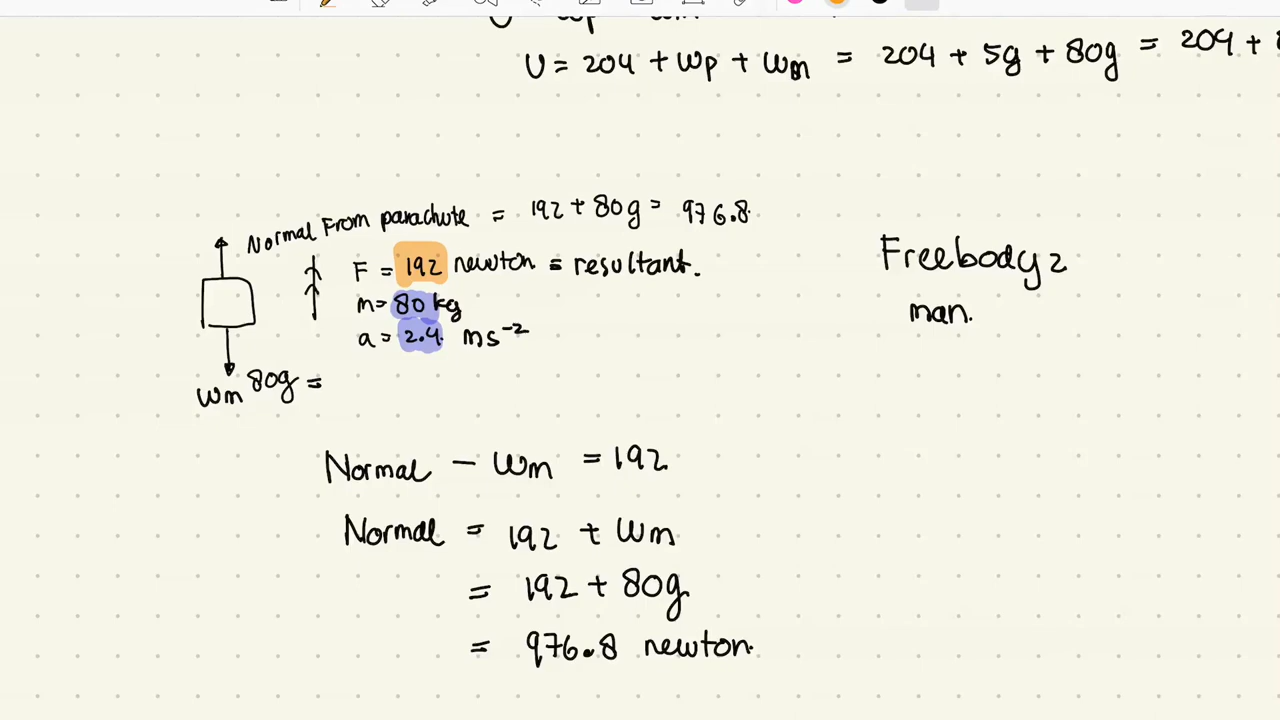 U = 204 + Wp + Wm = 204 + 5g + 80g = 204 +
Normal From parachute = 192 + 80g = 976.8
F = 192 newton = resultant.
m = 80 kg
a = 2.4 ms⁻²
Wm 80g =
Freebody 2
man.
Normal - Wm = 192
Normal = 192 + Wm
= 192 + 80g
= 976.8 newton.